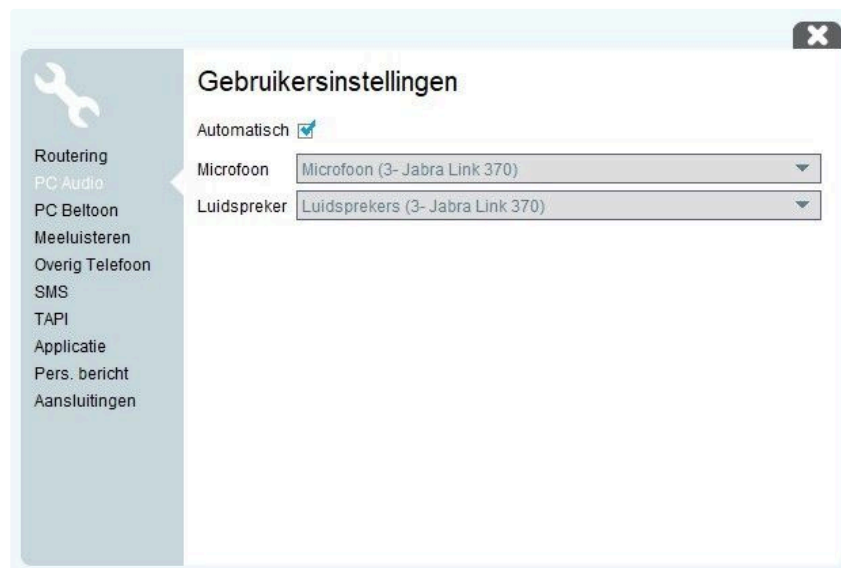 Gebruikersinstellingen
Automatisch
Microfoon Microfoon (3- Jabra Link 370)
Luidspreker Luidsprekers (3- Jabra Link 370)
Routering
PC Audio
PC Beltoon
Meeluisteren
Overig Telefoon
SMS
TAPI
Applicatie
Pers. bericht
Aansluitingen